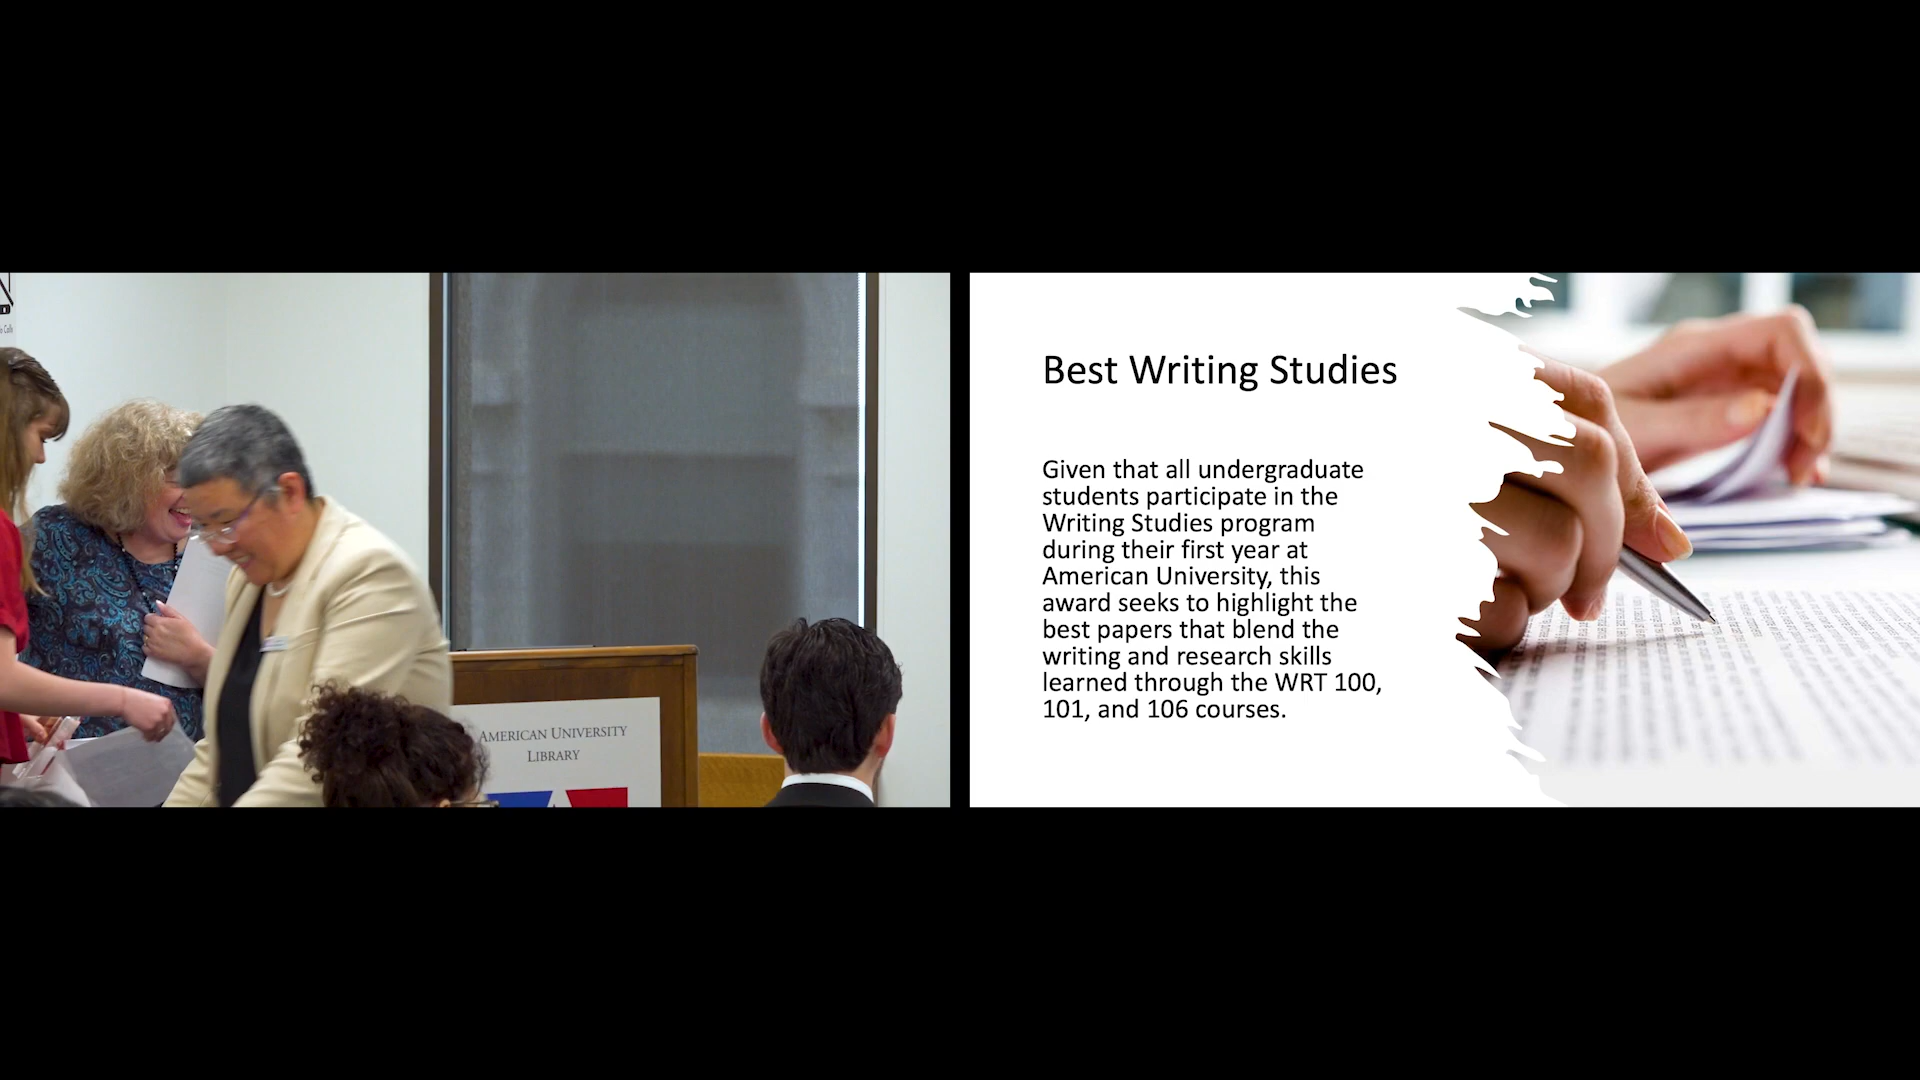 AMERICAN UNIVERSITY
LIBRARY
Best Writing Studies
Given that all undergraduate
students participate in the
Writing Studies program
during their first year at
American University, this
award seeks to highlight the
best papers that blend the
writing and research skills
learned through the WRT 100,
101, and 106 courses.